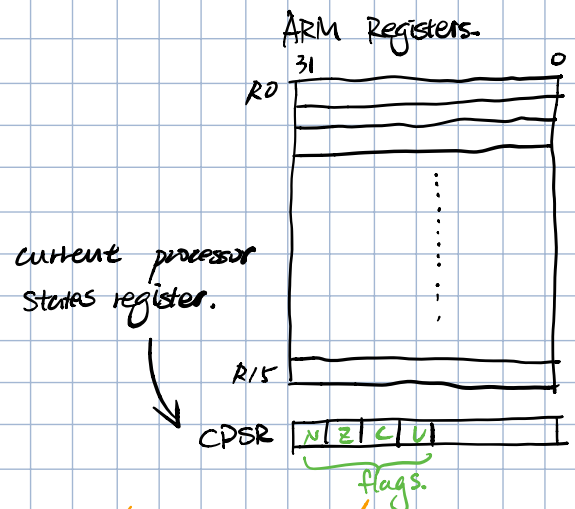 ARM Registers.
31 0
R0
current processor
states register.
R15
CPSR N Z C V
flags.